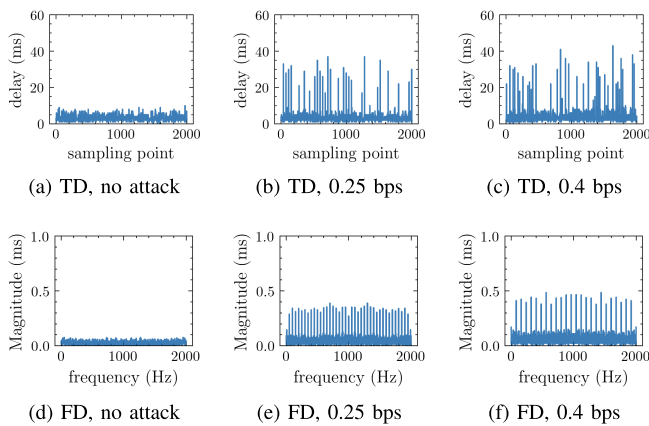 60
40
20
0
delay (ms)
0 1000 2000
sampling point
(a) TD, no attack
60
40
20
0
delay (ms)
0 1000 2000
sampling point
(b) TD, 0.25 bps
60
40
20
0
delay (ms)
0 1000 2000
sampling point
(c) TD, 0.4 bps
1.0
0.5
0.0
Magnitude (ms)
0 1000 2000
frequency (Hz)
(d) FD, no attack
1.0
0.5
0.0
Magnitude (ms)
0 1000 2000
frequency (Hz)
(e) FD, 0.25 bps
1.0
0.5
0.0
Magnitude (ms)
0 1000 2000
frequency (Hz)
(f) FD, 0.4 bps